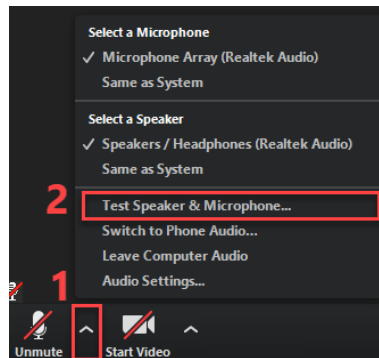 Select a Microphone
✓ Microphone Array (Realtek Audio)
Same as System
Select a Speaker
✓ Speakers / Headphones (Realtek Audio)
Same as System
2
Test Speaker & Microphone...
Switch to Phone Audio...
Leave Computer Audio
1
Audio Settings...
Unmute
Start Video